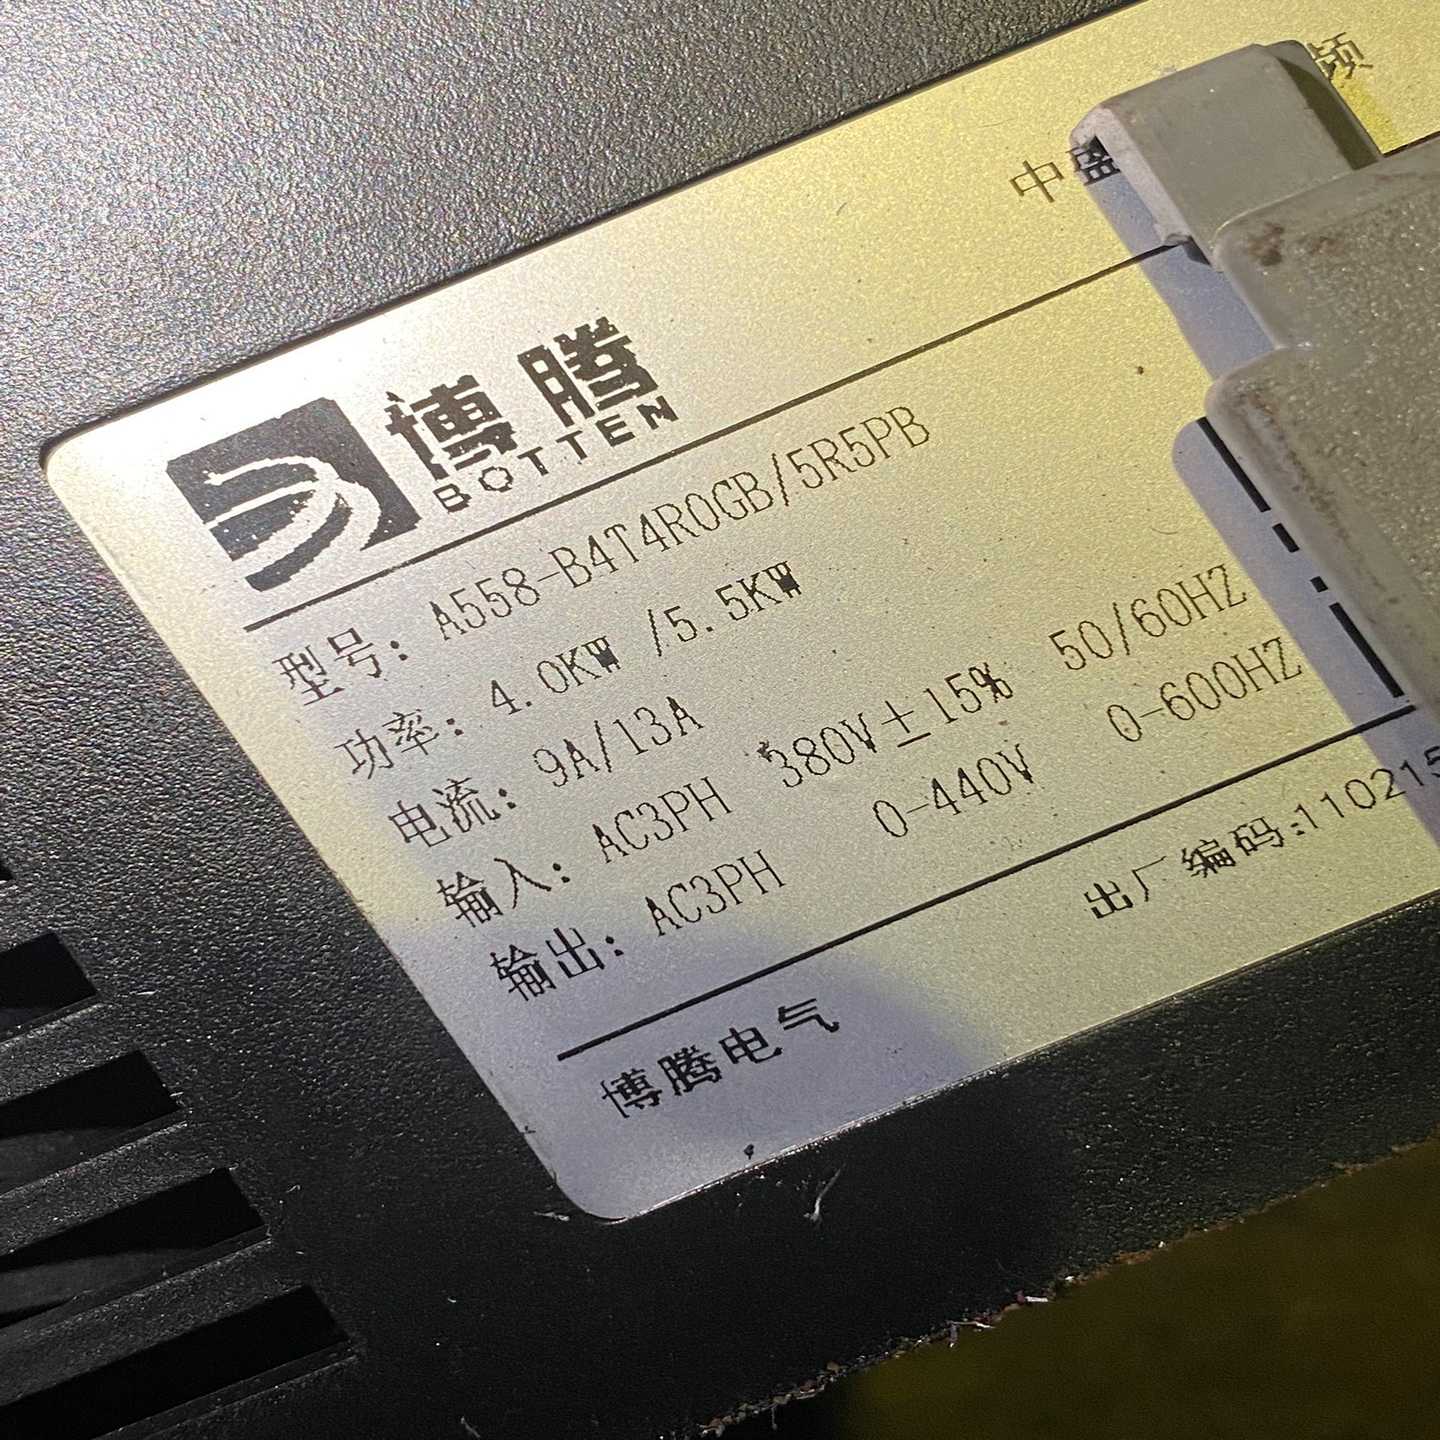 中盛
频
博腾
BOTTEN
型号: A558-B4T4R0GB/5R5PB
功率: 4.0KW /5.5KW
电流: 9A/13A
输入: AC3PH 380V±15% 50/60HZ
输出: AC3PH 0-440V 0-600HZ
博腾电气 出厂编码:110215